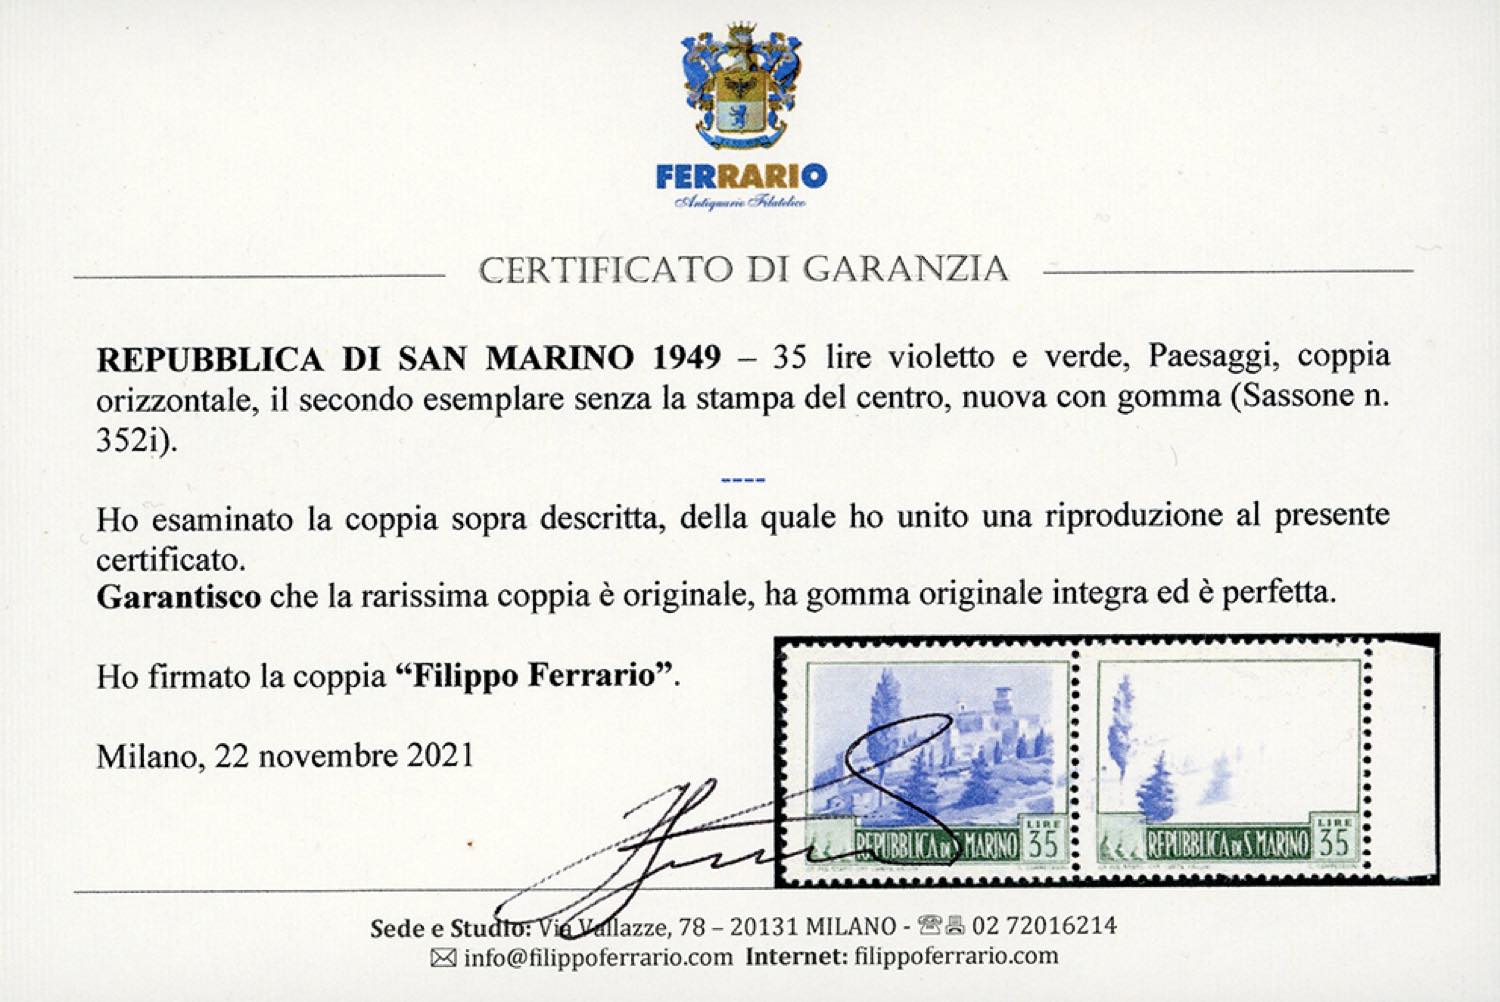 FERRARIO
Antiquario Filatelico
CERTIFICATO DI GARANZIA
REPUBBLICA DI SAN MARINO 1949 – 35 lire violetto e verde, Paesaggi, coppia
orizzontale, il secondo esemplare senza la stampa del centro, nuova con gomma (Sassone n.
352i).
----
Ho esaminato la coppia sopra descritta, della quale ho unito una riproduzione al presente
certificato.
Garantisco che la rarissima coppia è originale, ha gomma originale integra ed è perfetta.
Ho firmato la coppia “Filippo Ferrario”.
Milano, 22 novembre 2021
REPUBBLICA DI S. MARINO LIRE 35
REPUBBLICA DI S. MARINO LIRE 35
Sede e Studio: Via Vallazze, 78 – 20131 MILANO - 02 72016214
info@filippoferrario.com Internet: filippoferrario.com